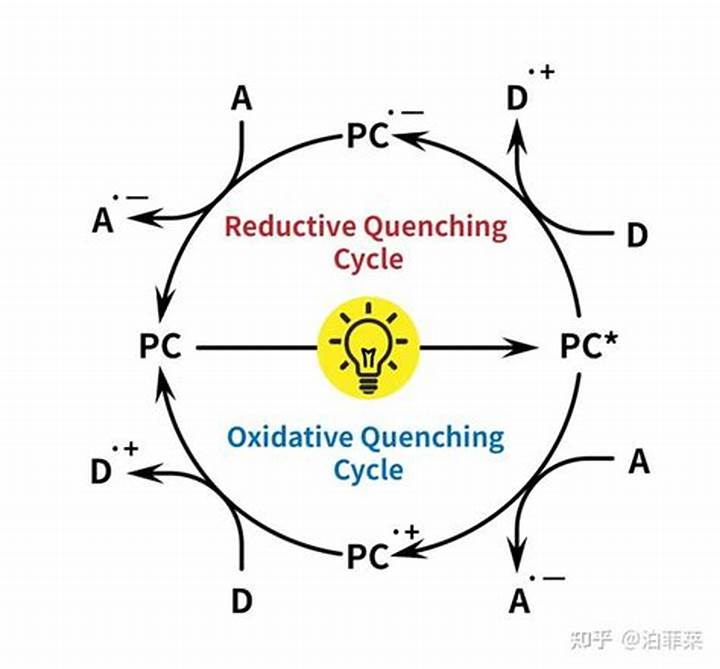 A
D·+
PC·−
A·−
D
Reductive Quenching
Cycle
PC
PC*
Oxidative Quenching
Cycle
D·+
A
PC·+
D
A·−
知乎 @泊菲莱